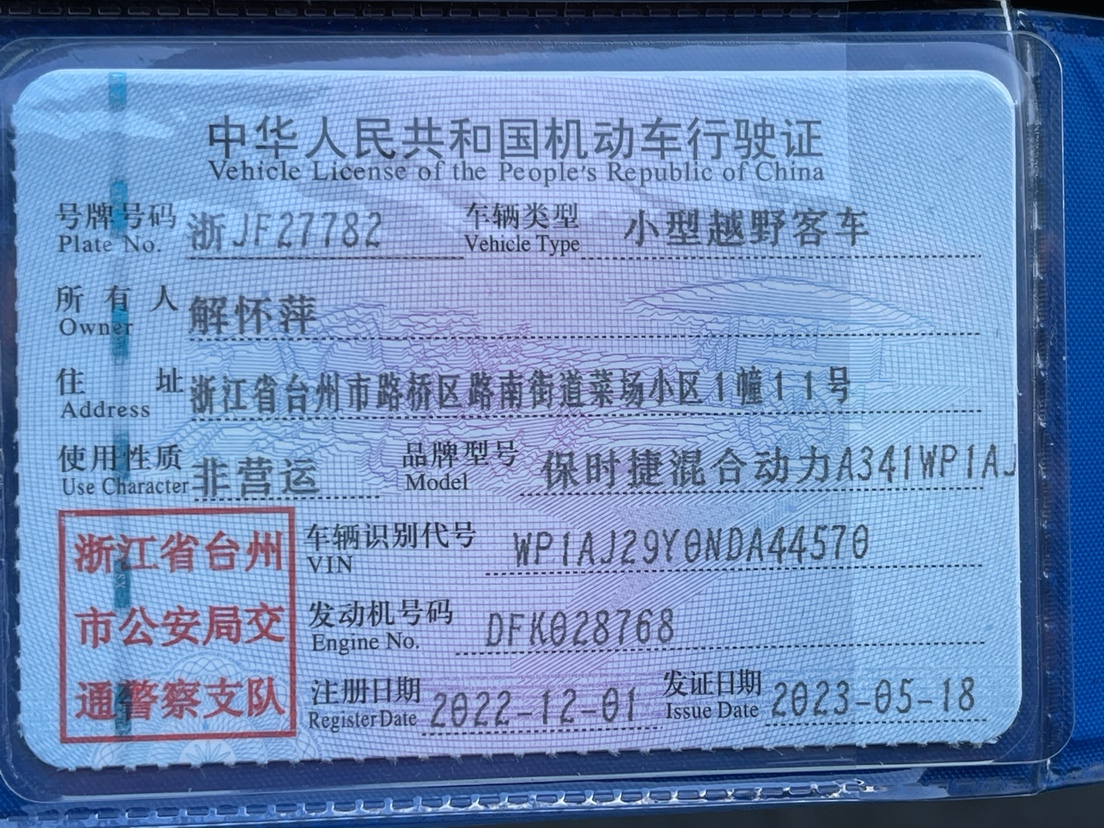 中华人民共和国机动车行驶证
Vehicle License of the People's Republic of China
号牌号码 浙JF27782 车辆类型 小型越野客车
Plate No. Vehicle Type
所有人 解怀萍
Owner
住址 浙江省台州市路桥区路南街道菜场小区1幢11号
Address
使用性质 非营运 品牌型号 保时捷混合动力A341WP1AJ
Use Character Model
浙江省台州 车辆识别代号 WP1AJ29Y0NDA44570
VIN
市公安局交 发动机号码 DFK028768
Engine No.
通警察支队 注册日期 2022-12-01 发证日期 2023-05-18
Register Date Issue Date